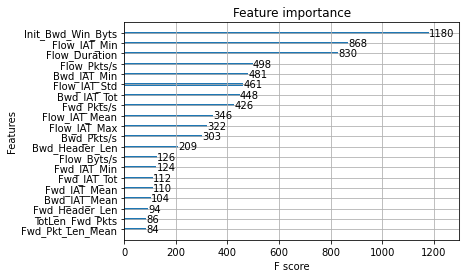 Feature importance
Init_Bwd_Win_Byts 1180
Flow_IAT_Min 868
Flow_Duration 830
Flow_Pkts/s 498
Bwd_IAT_Min 481
Flow_IAT_Std 461
Bwd_IAT_Tot 448
Fwd_Pkts/s 426
Flow_IAT_Mean 346
Flow_IAT_Max 322
Bwd_Pkts/s 303
Bwd_Header_Len 209
Flow_Byts/s 126
Fwd_IAT_Min 124
Fwd_IAT_Tot 112
Fwd_IAT_Mean 110
Bwd_IAT_Mean 104
Fwd_Header_Len 94
TotLen_Fwd_Pkts 86
Fwd_Pkt_Len_Mean 84
Features
0 200 400 600 800 1000 1200
F score